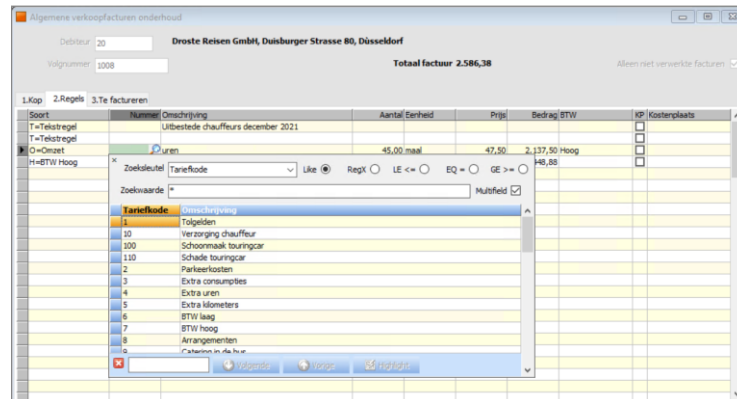 Algemene verkoopfacturen onderhoud
Debiteur 20 Droste Reisen GmbH, Duisburger Strasse 80, Dùsseldorf
Volgnummer 1008 Totaal factuur 2.586,38 Alleen niet verwerkte facturen
1.Kop 2.Regels 3.Te factureren
Soort Nummer Omschrijving Aantal Eenheid Prijs Bedrag BTW KP Kostenplaats
T=Tekstregel Uitbestede chauffeurs december 2021
T=Tekstregel
O=Omzet uren 45,00 maal 47,50 2.137,50 Hoog
H=BTW Hoog 448,88
Zoeksleutel Tariefkode Like RegX LE <= EQ = GE >=
Zoekwaarde * Multifield
Tariefkode Omschrijving
1 Tolgelden
10 Verzorging chauffeur
100 Schoonmaak touringcar
110 Schade touringcar
2 Parkeerkosten
3 Extra consumpties
4 Extra uren
5 Extra kilometers
6 BTW laag
7 BTW hoog
8 Arrangementen
9 Catering in de bus
Volgende Vorige Highlight